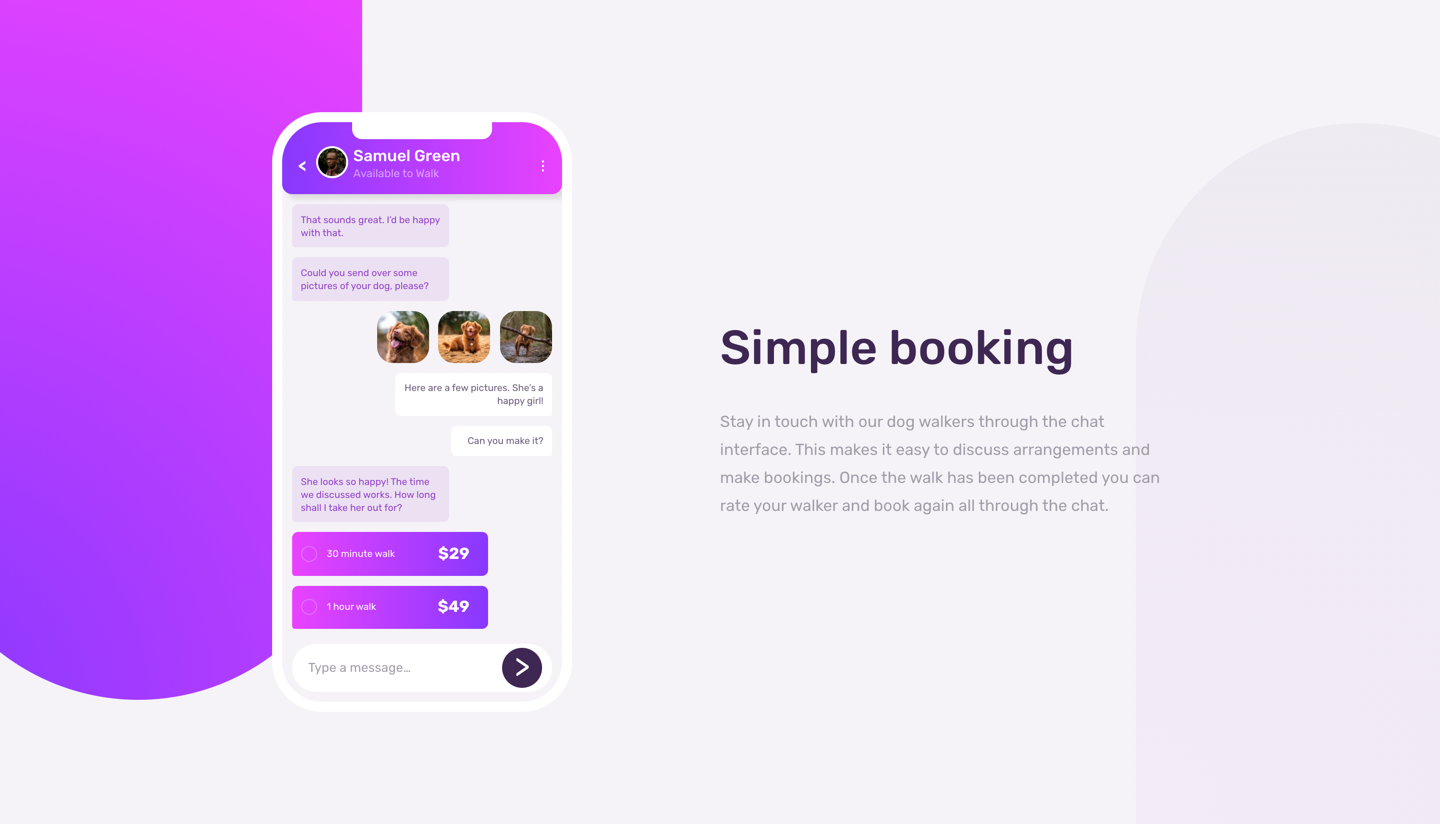 Samuel Green
Available to Walk
That sounds great. I'd be happy
with that.
Could you send over some
pictures of your dog, please?
Here are a few pictures. She's a
happy girl!
Can you make it?
She looks so happy! The time
we discussed works. How long
shall I take her out for?
30 minute walk $29
1 hour walk $49
Type a message…
Simple booking
Stay in touch with our dog walkers through the chat
interface. This makes it easy to discuss arrangements and
make bookings. Once the walk has been completed you can
rate your walker and book again all through the chat.